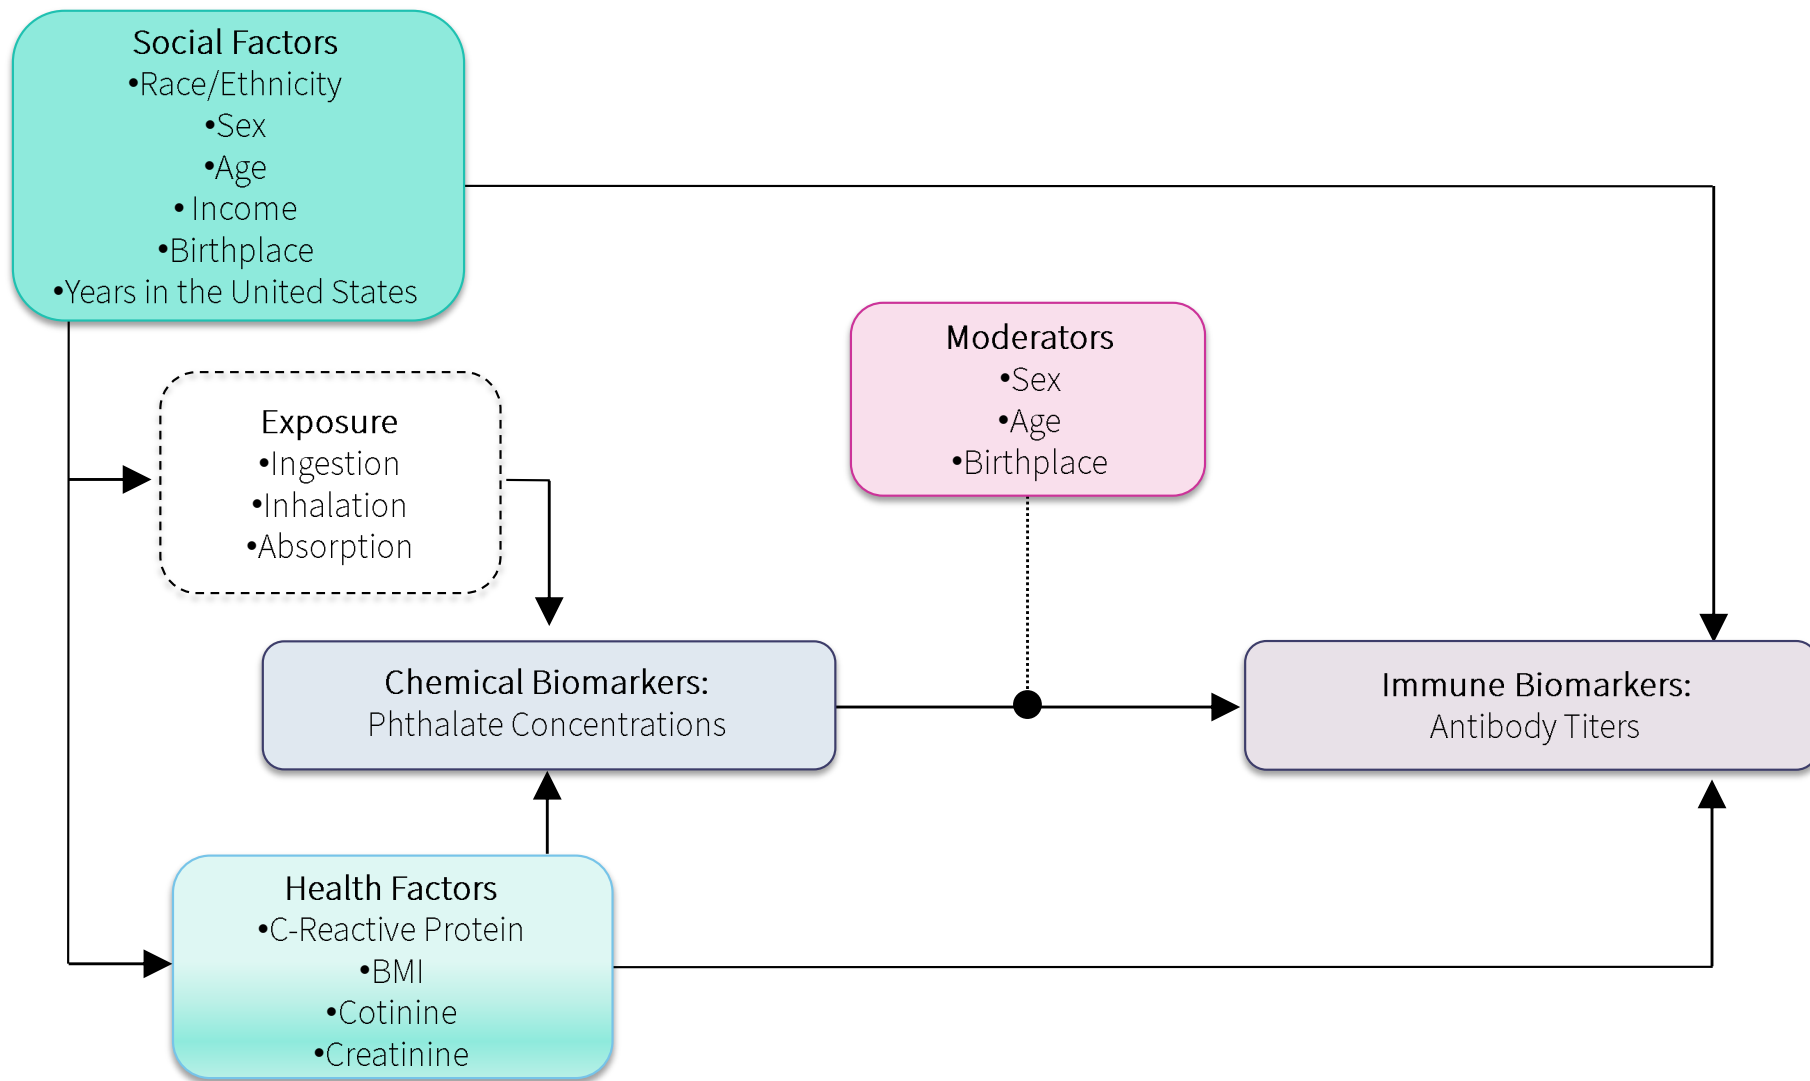 Social Factors
•Race/Ethnicity
•Sex
•Age
• Income
•Birthplace
•Years in the United States
Exposure
•Ingestion
•Inhalation
•Absorption
Moderators
•Sex
•Age
•Birthplace
Chemical Biomarkers:
Phthalate Concentrations
Immune Biomarkers:
Antibody Titers
Health Factors
•C-Reactive Protein
•BMI
•Cotinine
•Creatinine